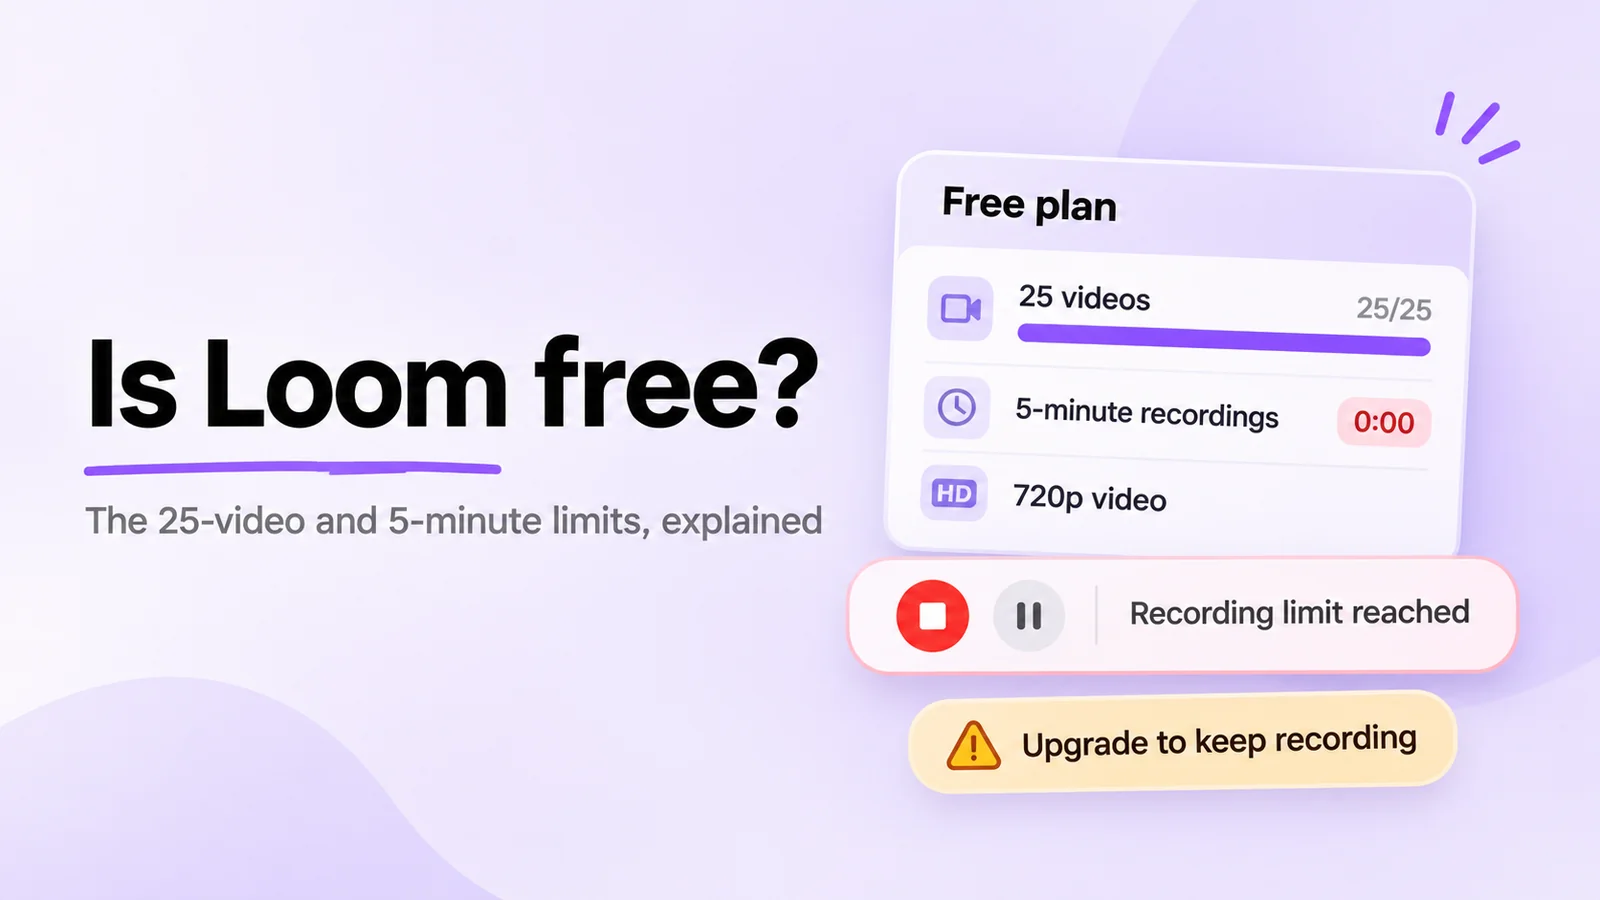 Is Loom free?
The 25-video and 5-minute limits, explained
Free plan
25 videos 25/25
5-minute recordings 0:00
HD 720p video
Recording limit reached
Upgrade to keep recording